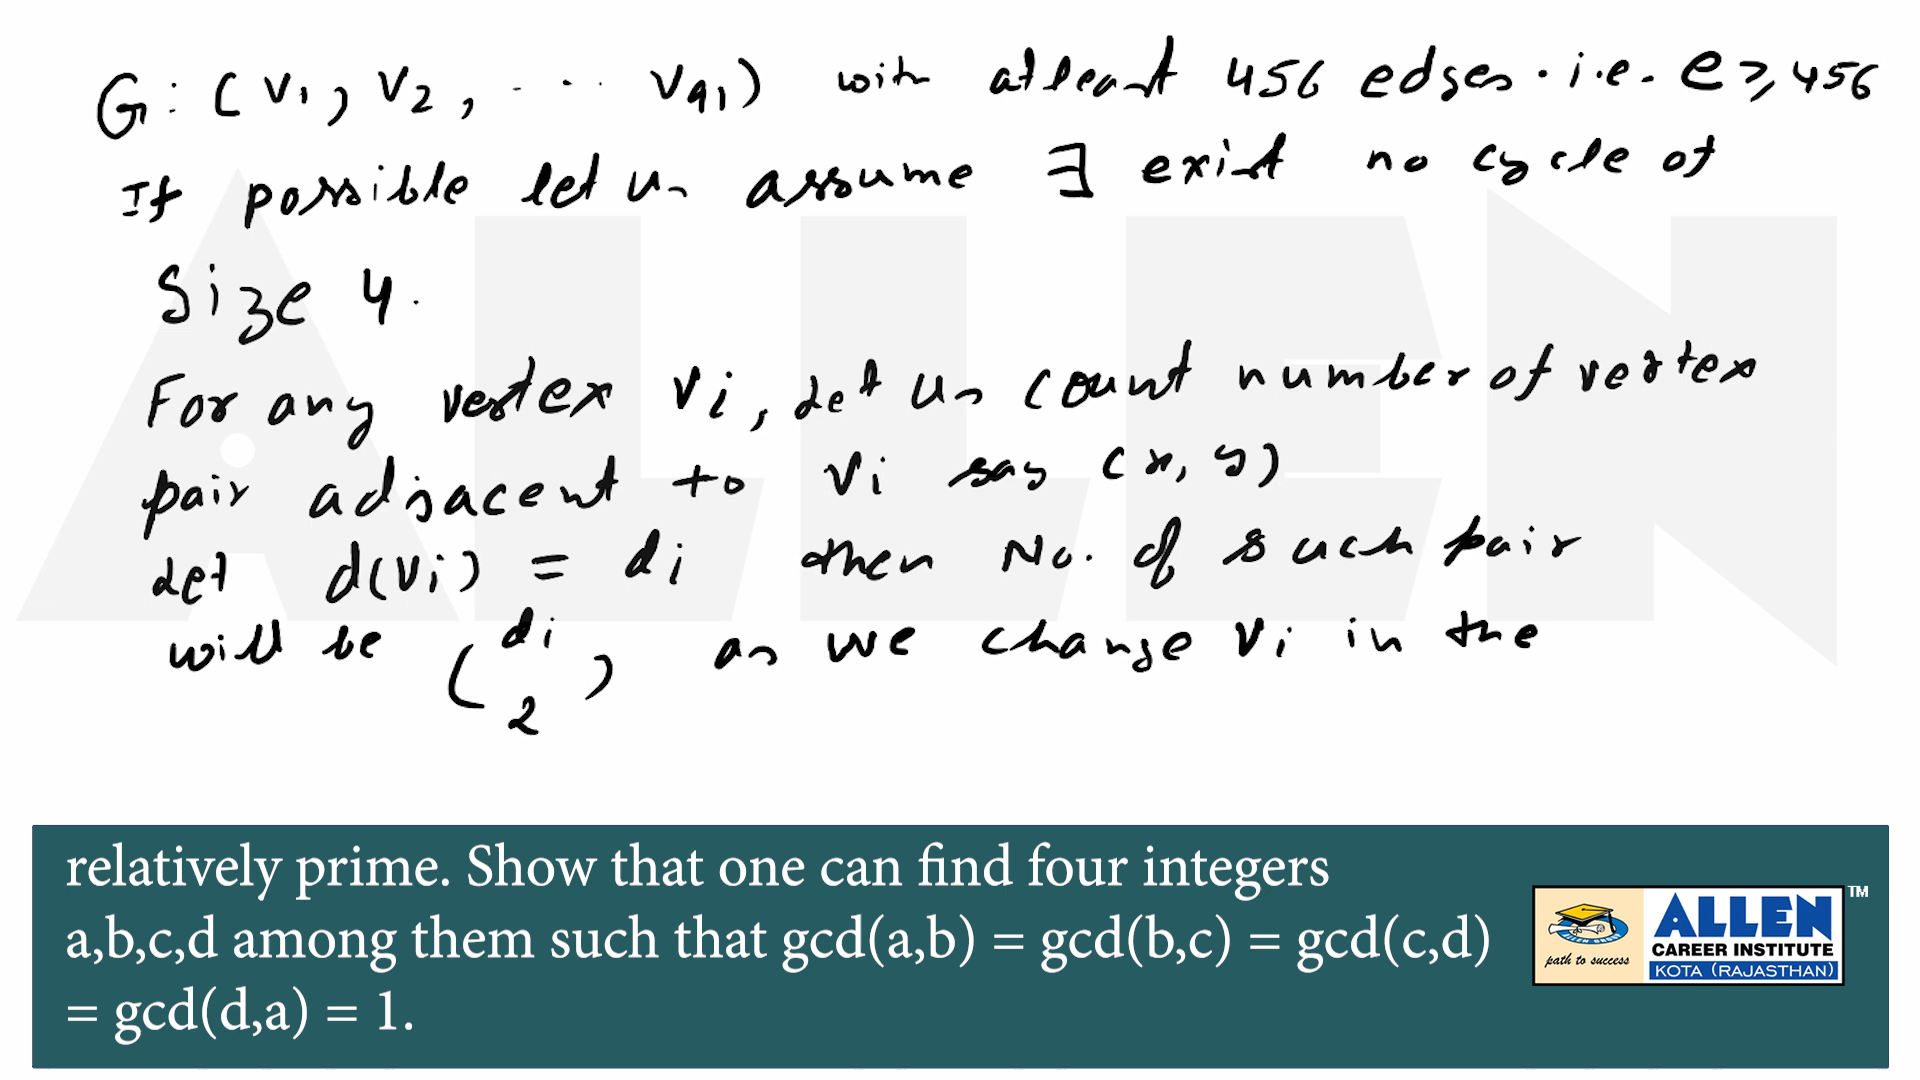 G: (v1, v2, ..... v91) with atleast 456 edges. i.e. e ≥ 456
If possible let us assume ∃ exist no cycle of
Size 4.
For any vertex vi, let us count number of vertex
pair adjacent to vi say (x, y)
let d(vi) = di then No. of such pair
will be (di 2) as we change vi in the
relatively prime. Show that one can find four integers
a,b,c,d among them such that gcd(a,b) = gcd(b,c) = gcd(c,d)
= gcd(d,a) = 1.
ALLEN
TM
ALLEN
CAREER INSTITUTE
KOTA (RAJASTHAN)
path to success